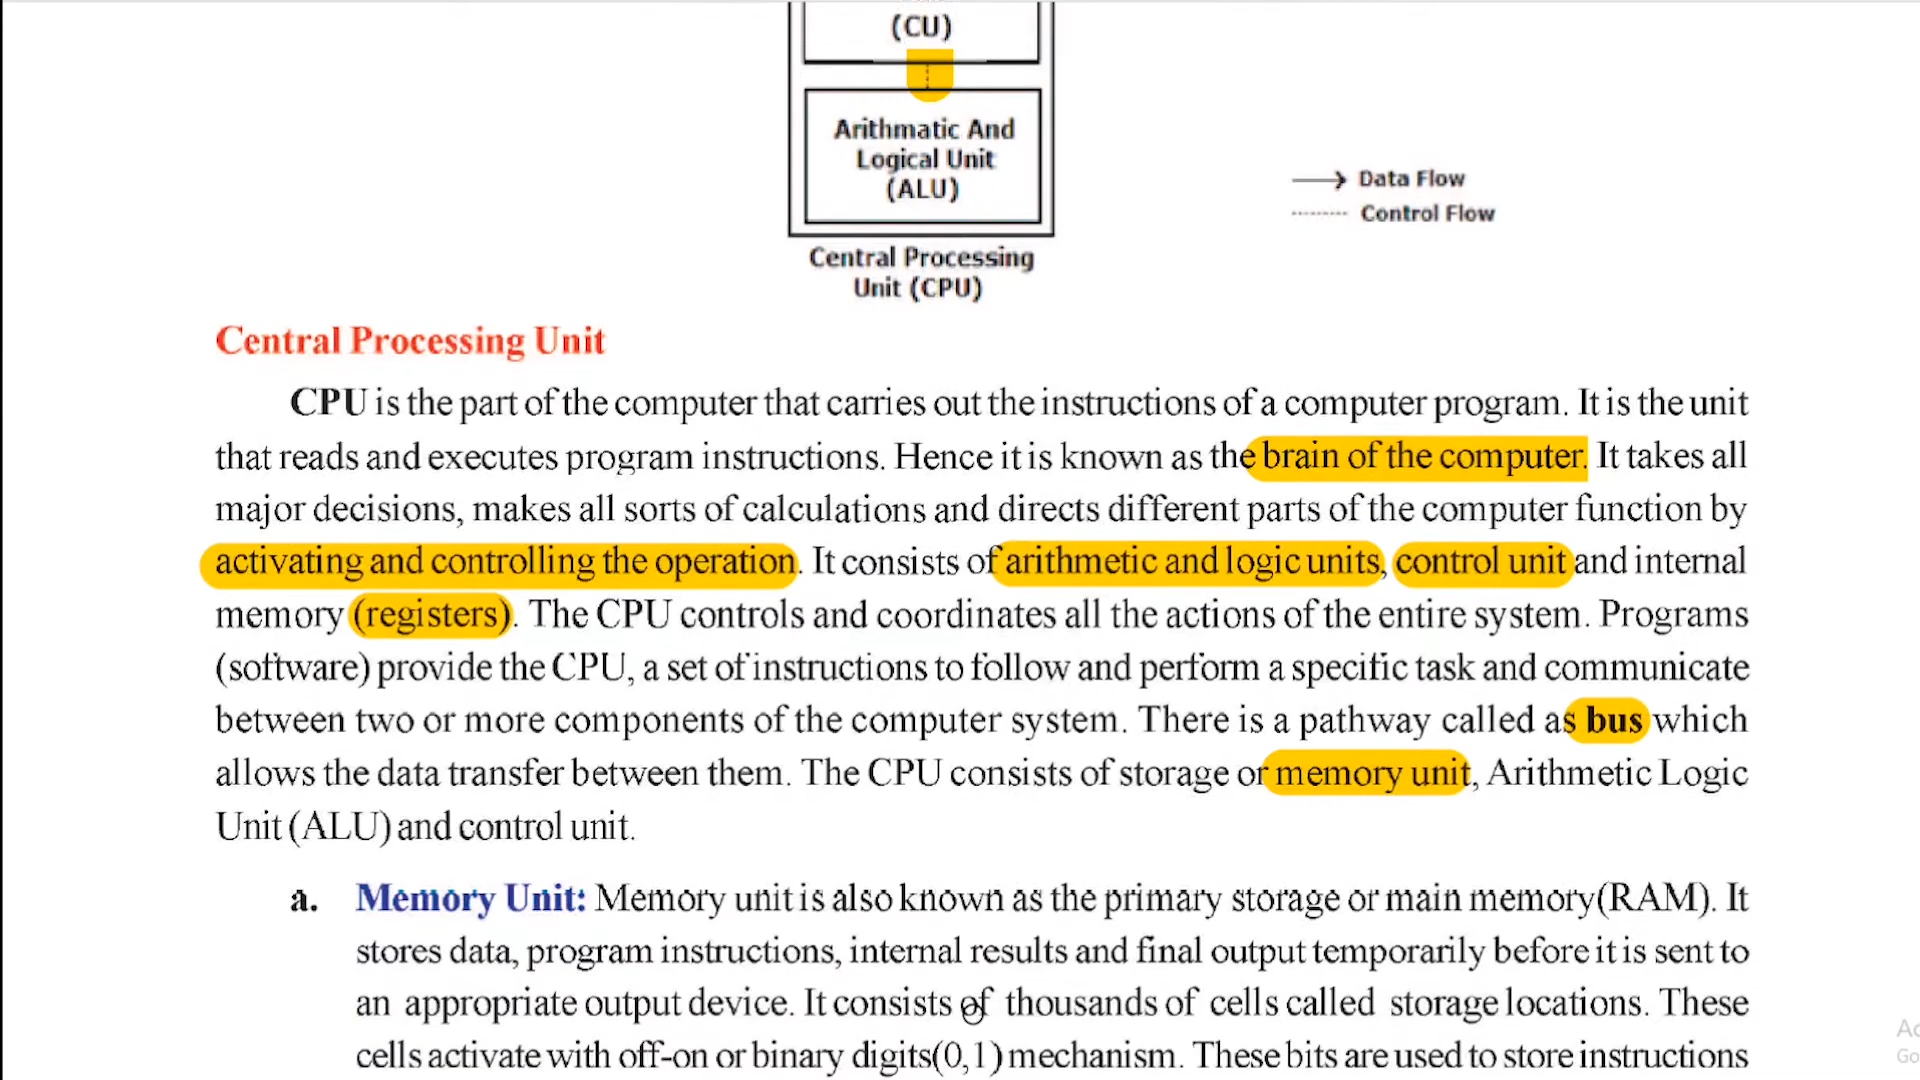 (CU)
Arithmatic And
Logical Unit
(ALU)
Data Flow
Control Flow
Central Processing
Unit (CPU)
Central Processing Unit
CPU is the part of the computer that carries out the instructions of a computer program. It is the unit
that reads and executes program instructions. Hence it is known as the brain of the computer. It takes all
major decisions, makes all sorts of calculations and directs different parts of the computer function by
activating and controlling the operation. It consists of arithmetic and logic units, control unit and internal
memory (registers). The CPU controls and coordinates all the actions of the entire system. Programs
(software) provide the CPU, a set of instructions to follow and perform a specific task and communicate
between two or more components of the computer system. There is a pathway called as bus which
allows the data transfer between them. The CPU consists of storage or memory unit, Arithmetic Logic
Unit (ALU) and control unit.
a. Memory Unit: Memory unit is also known as the primary storage or main memory(RAM). It
stores data, program instructions, internal results and final output temporarily before it is sent to
an appropriate output device. It consists of thousands of cells called storage locations. These
cells activate with off-on or binary digits(0,1) mechanism. These bits are used to store instructions